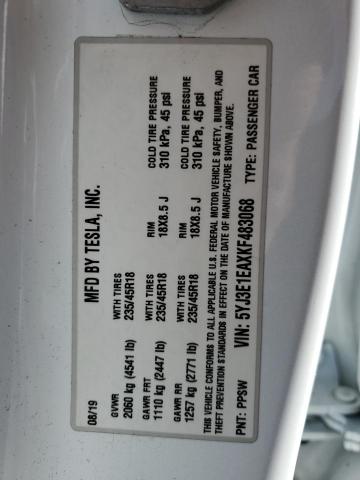 MFD BY TESLA, INC.
08/19
GVWR
2060 kg (4541 lb)
GAWR FRT WITH TIRES RIM COLD TIRE PRESSURE
1110 kg (2447 lb) 235/45R18 18X8.5 J 310 kPa, 45 psi
GAWR RR WITH TIRES RIM COLD TIRE PRESSURE
1257 kg (2771 lb) 235/45R18 18X8.5 J 310 kPa, 45 psi
THIS VEHICLE CONFORMS TO ALL APPLICABLE U.S. FEDERAL MOTOR VEHICLE SAFETY, BUMPER, AND
THEFT PREVENTION STANDARDS IN EFFECT ON THE DATE OF MANUFACTURE SHOWN ABOVE.
PNT: PPSW VIN: 5YJ3E1EAXKF483068 TYPE: PASSENGER CAR